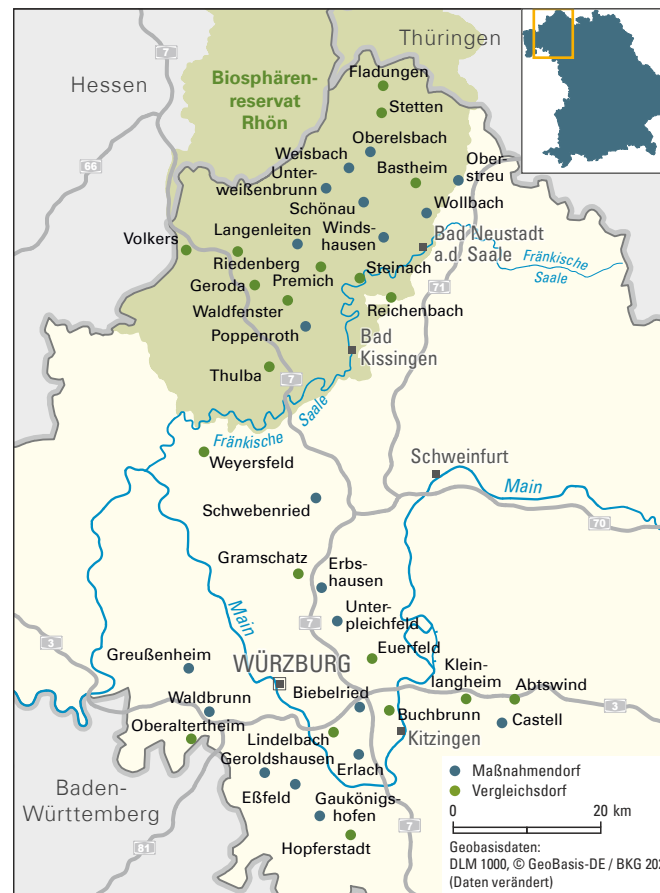 Thüringen
Hessen
7
Fladungen
Biosphären-
reservat
Rhön
Stetten
Oberelsbach
Weisbach
Bastheim
Ober-
streu
66
Unter-
weißenbrunn
Schönau
Wollbach
Langenleiten
Winds-
hausen
Bad Neustadt
a.d. Saale
Fränkische
Saale
Volkers
Riedenberg
Steinach
Geroda
Premich
71
Reichenbach
Waldfenster
Poppenroth
Bad
Kissingen
Thulba
7
Fränkische
Saale
Weyersfeld
Schweinfurt
Main
Schwebenried
70
Gramschatz
Erbs-
hausen
Main
Unter-
pleichfeld
7
3
Euerfeld
Greußenheim
WÜRZBURG
Klein-
langheim
Abtswind
Biebelried
Waldbrunn
Buchbrunn
3
Castell
Oberaltertheim
Lindelbach
Kitzingen
Geroldshausen
Erlach
Baden-
Württemberg
Eßfeld
Gaukönigs-
hofen
7
81
Hopferstadt
Maßnahmendorf
Vergleichsdorf
0
20 km
Geobasisdaten:
DLM 1000, © GeoBasis-DE / BKG 202
(Daten verändert)